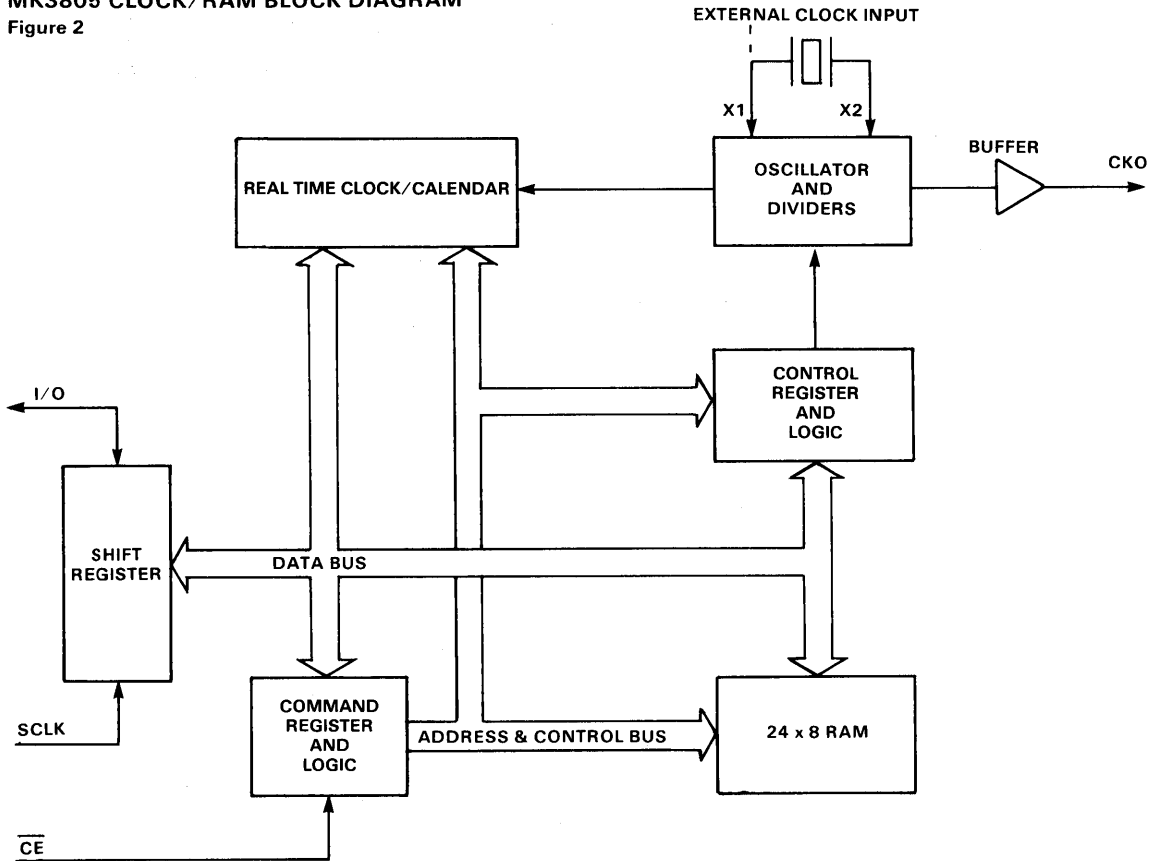 MK3805 CLOCK/RAM BLOCK DIAGRAM
Figure 2
EXTERNAL CLOCK INPUT
X1
X2
REAL TIME CLOCK/CALENDAR
OSCILLATOR
AND
DIVIDERS
BUFFER
CKO
CONTROL
REGISTER
AND
LOGIC
I/O
SHIFT
REGISTER
DATA BUS
SCLK
COMMAND
REGISTER
AND
LOGIC
ADDRESS & CONTROL BUS
24 x 8 RAM
C̅E̅